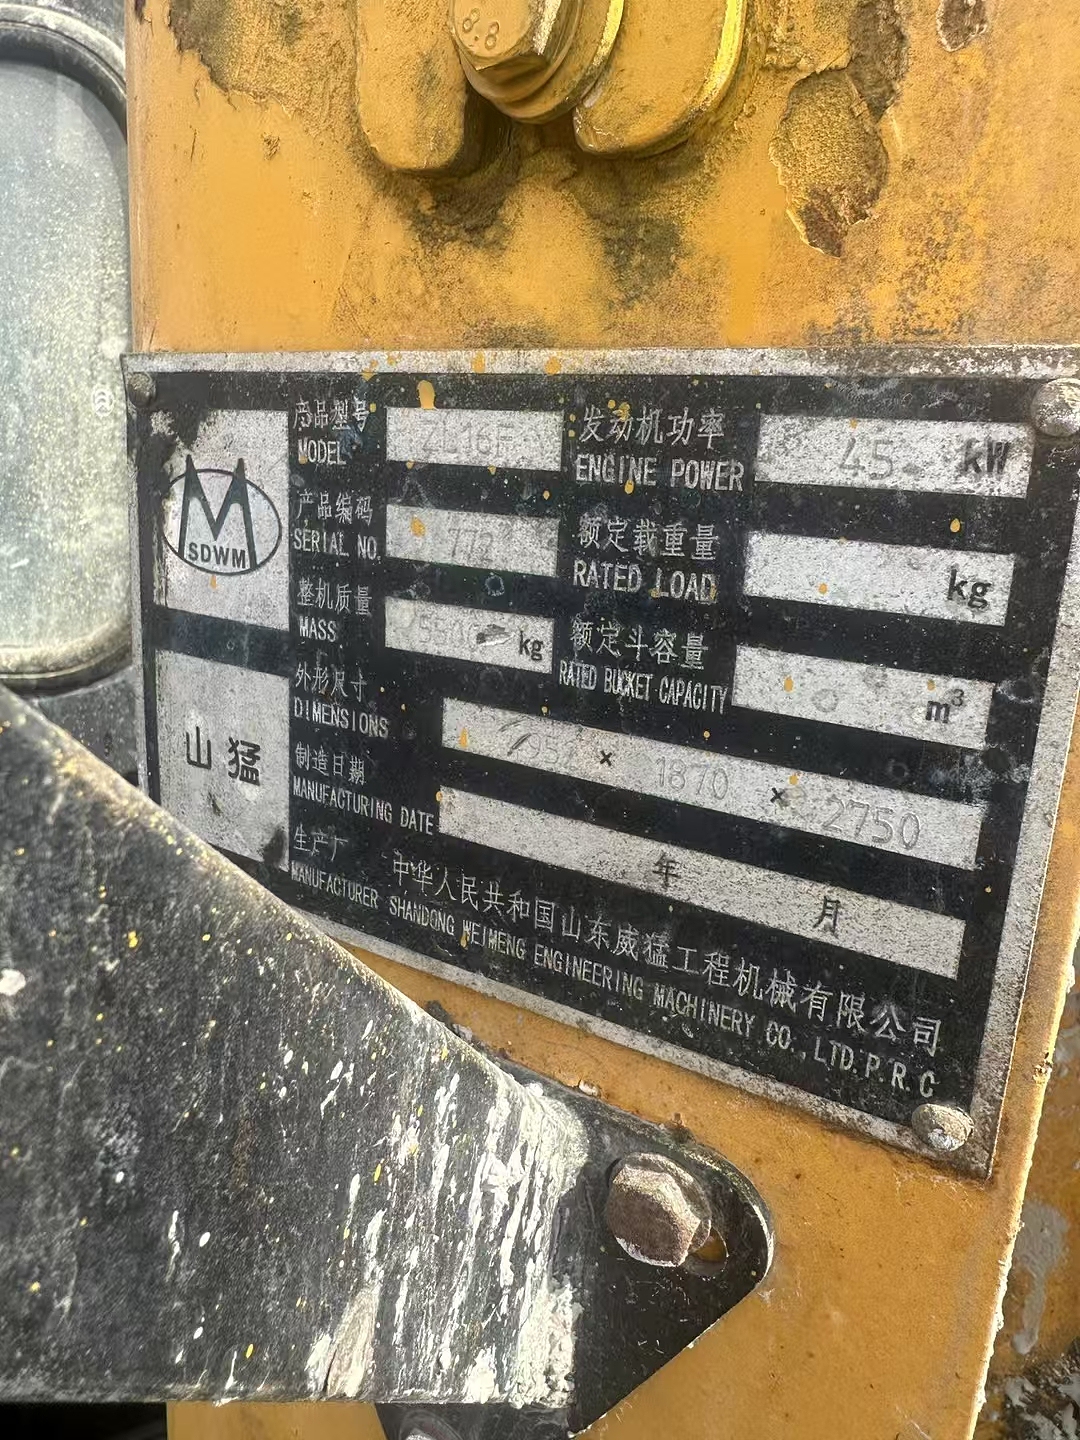 8.8
产品型号
MODEL
ZL16F
发动机功率
ENGINE POWER
45 kW
产品编码
SERIAL NO.
772
额定载重量
RATED LOAD
kg
整机质量
MASS
kg
额定斗容量
RATED BUCKET CAPACITY
m³
外形尺寸
DIMENSIONS
× 1870 × 2750
制造日期
MANUFACTURING DATE
年 月
生产厂 中华人民共和国山东威猛工程机械有限公司
MANUFACTURER SHANDONG WEIMENG ENGINEERING MACHINERY CO.,LTD.P.R.C
M
SDWM
山猛